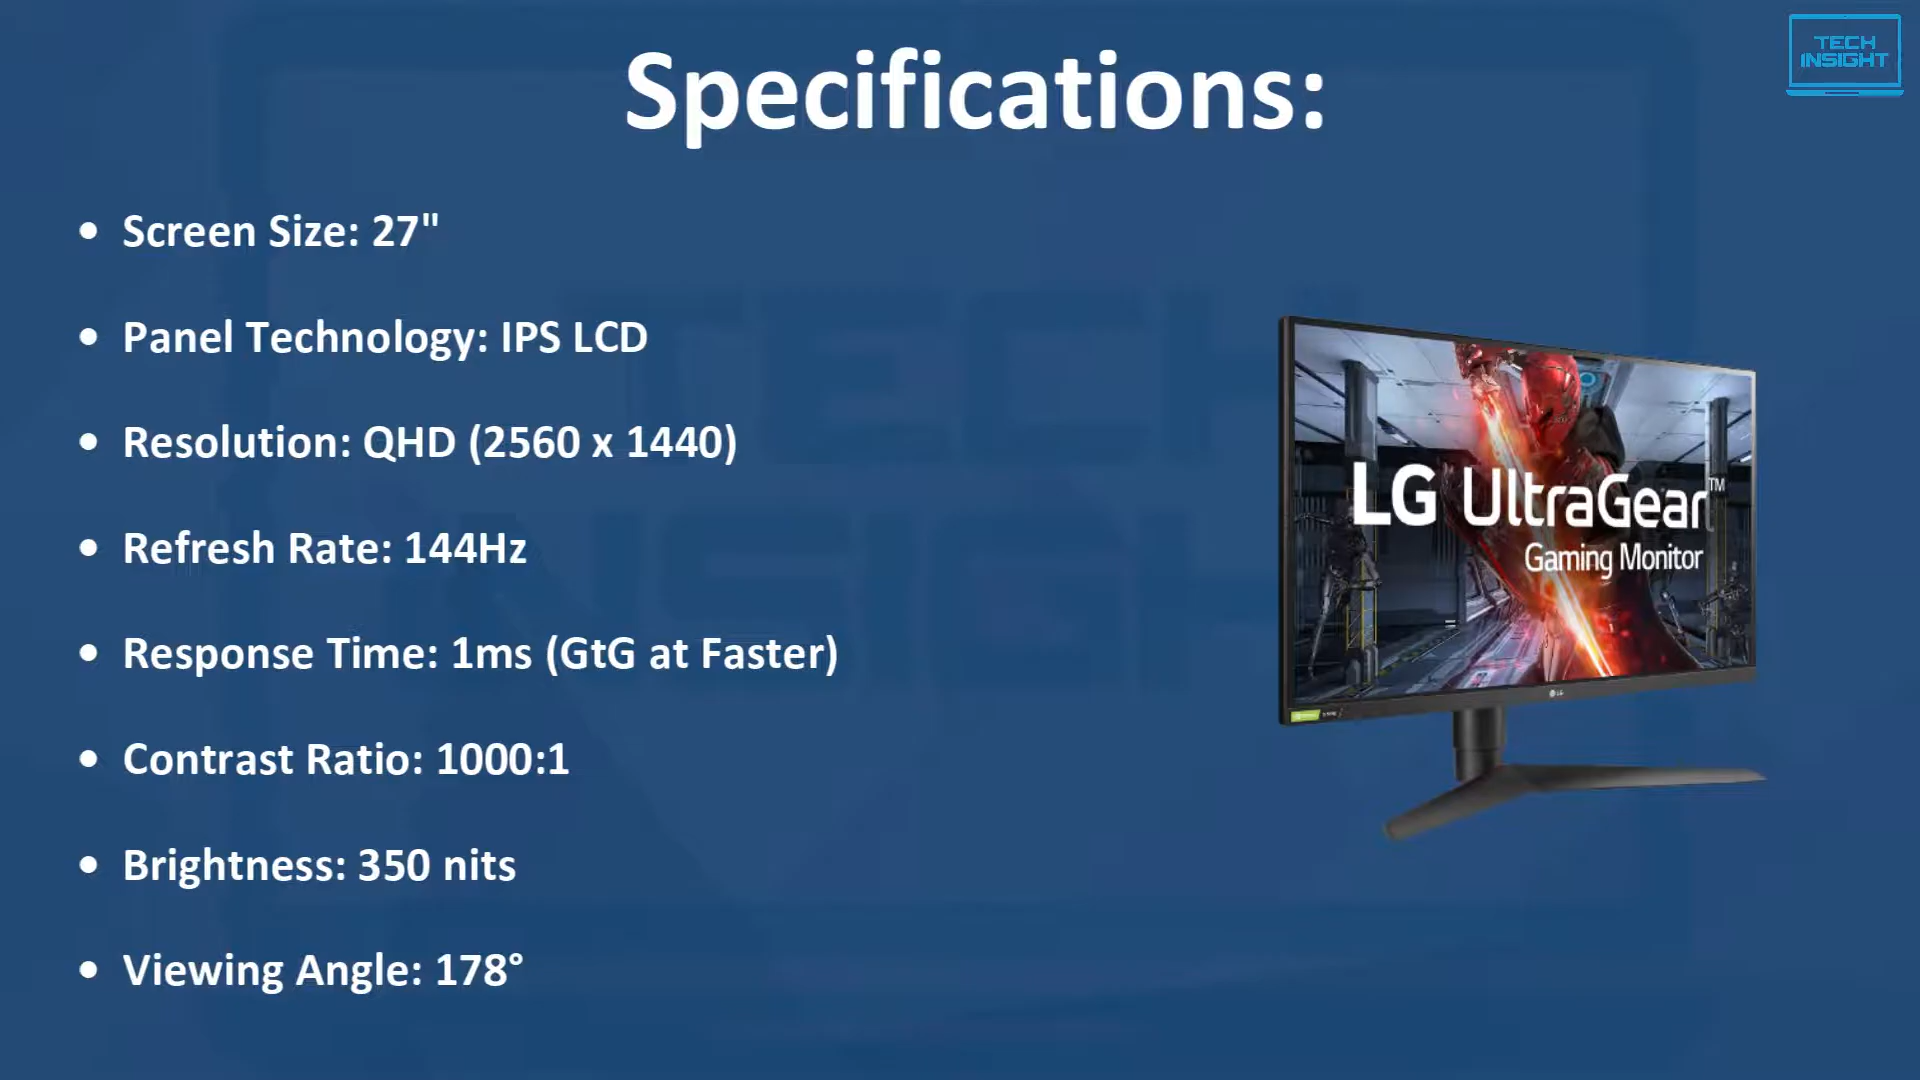 TECH
INSIGHT
Specifications:
• Screen Size: 27"
• Panel Technology: IPS LCD
• Resolution: QHD (2560 x 1440)
• Refresh Rate: 144Hz
• Response Time: 1ms (GtG at Faster)
• Contrast Ratio: 1000:1
• Brightness: 350 nits
• Viewing Angle: 178°
LG UltraGear™
Gaming Monitor
LG